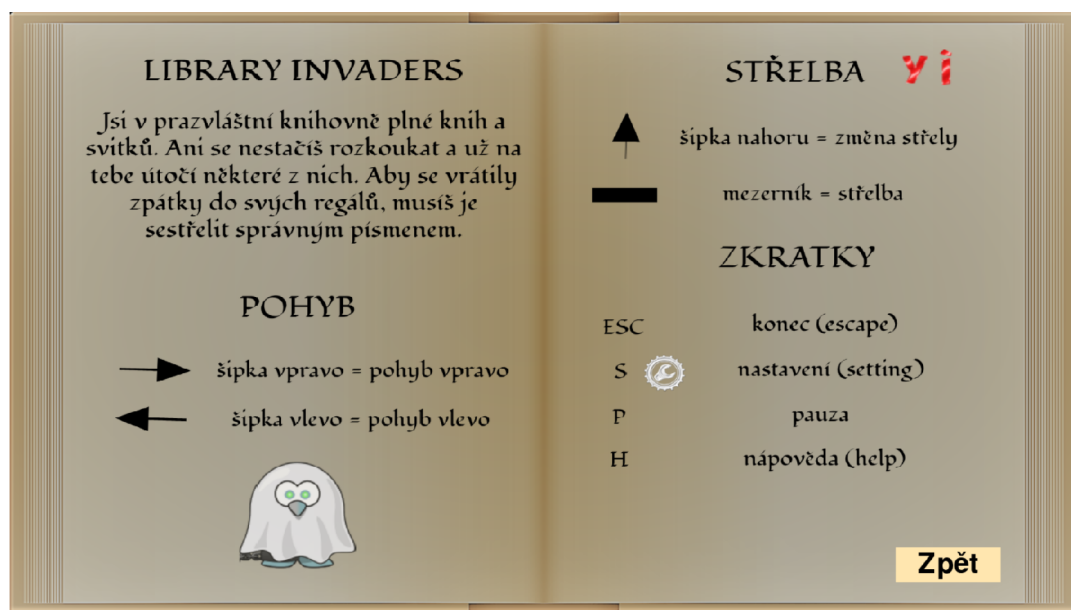 LIBRARY INVADERS
Jsi v prazvláštní knihovně plné knih a
svitků. Ani se nestačíš rozkoukat a už na
tebe útočí některé z nich. Aby se vrátily
zpátky do svých regálů, musíš je
sestřelit správným písmenem.
POHYB
šipka vpravo = pohyb vpravo
šipka vlevo = pohyb vlevo
STŘELBA y i
šipka nahoru = změna střely
mezerník = střelba
ZKRATKY
ESC konec (escape)
S nastavení (setting)
P pauza
H nápověda (help)
Zpět